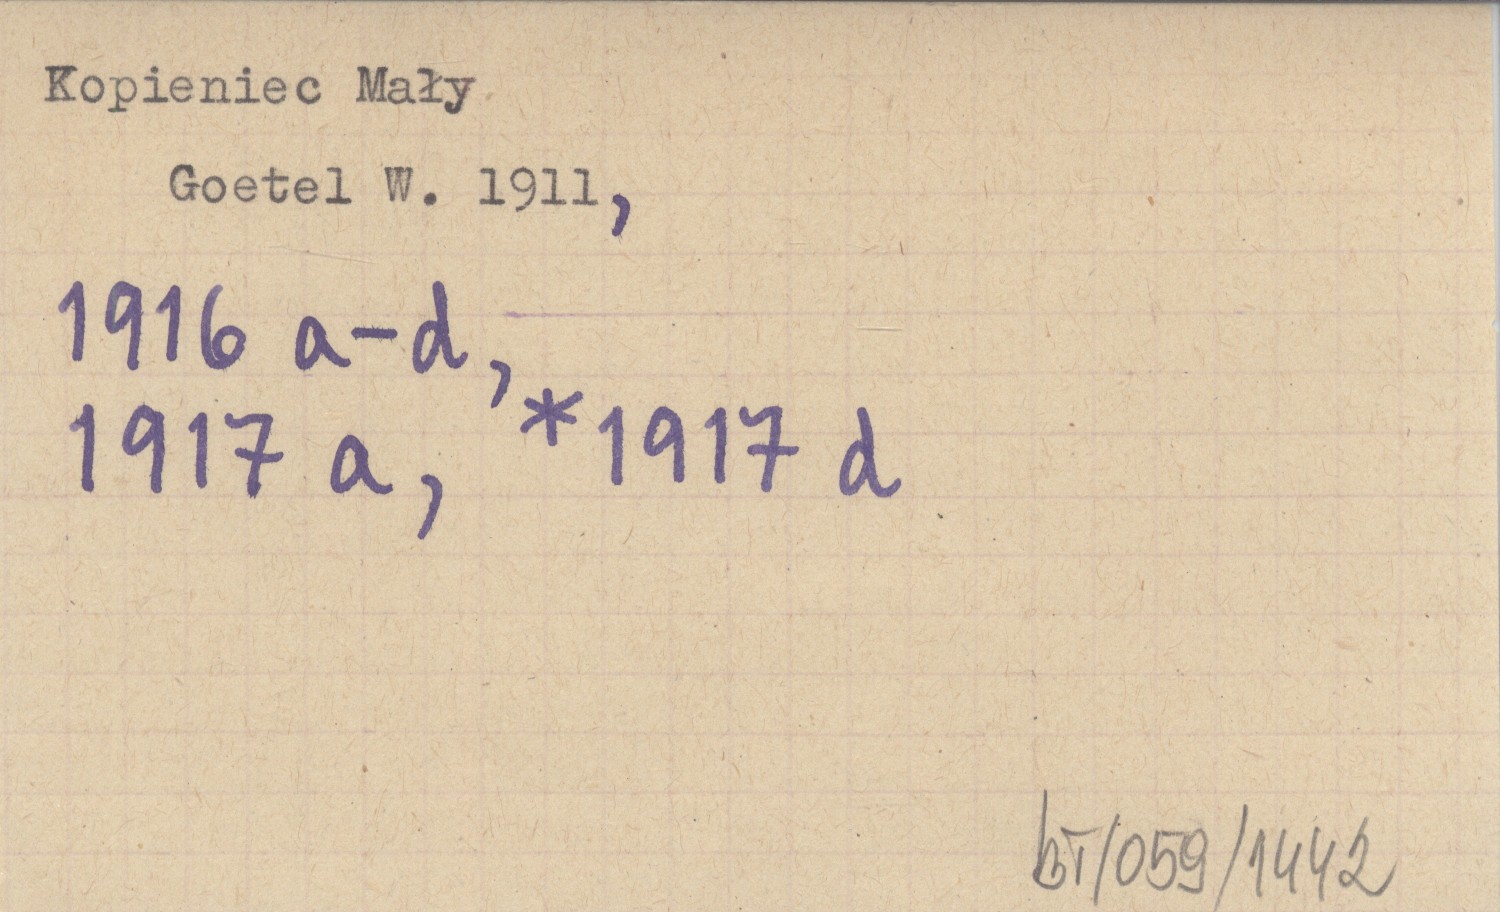 Kopieniec Mały
Goetel W. 1911,
1916 a-d,
1917 a, *1917 d
bT/059/1442